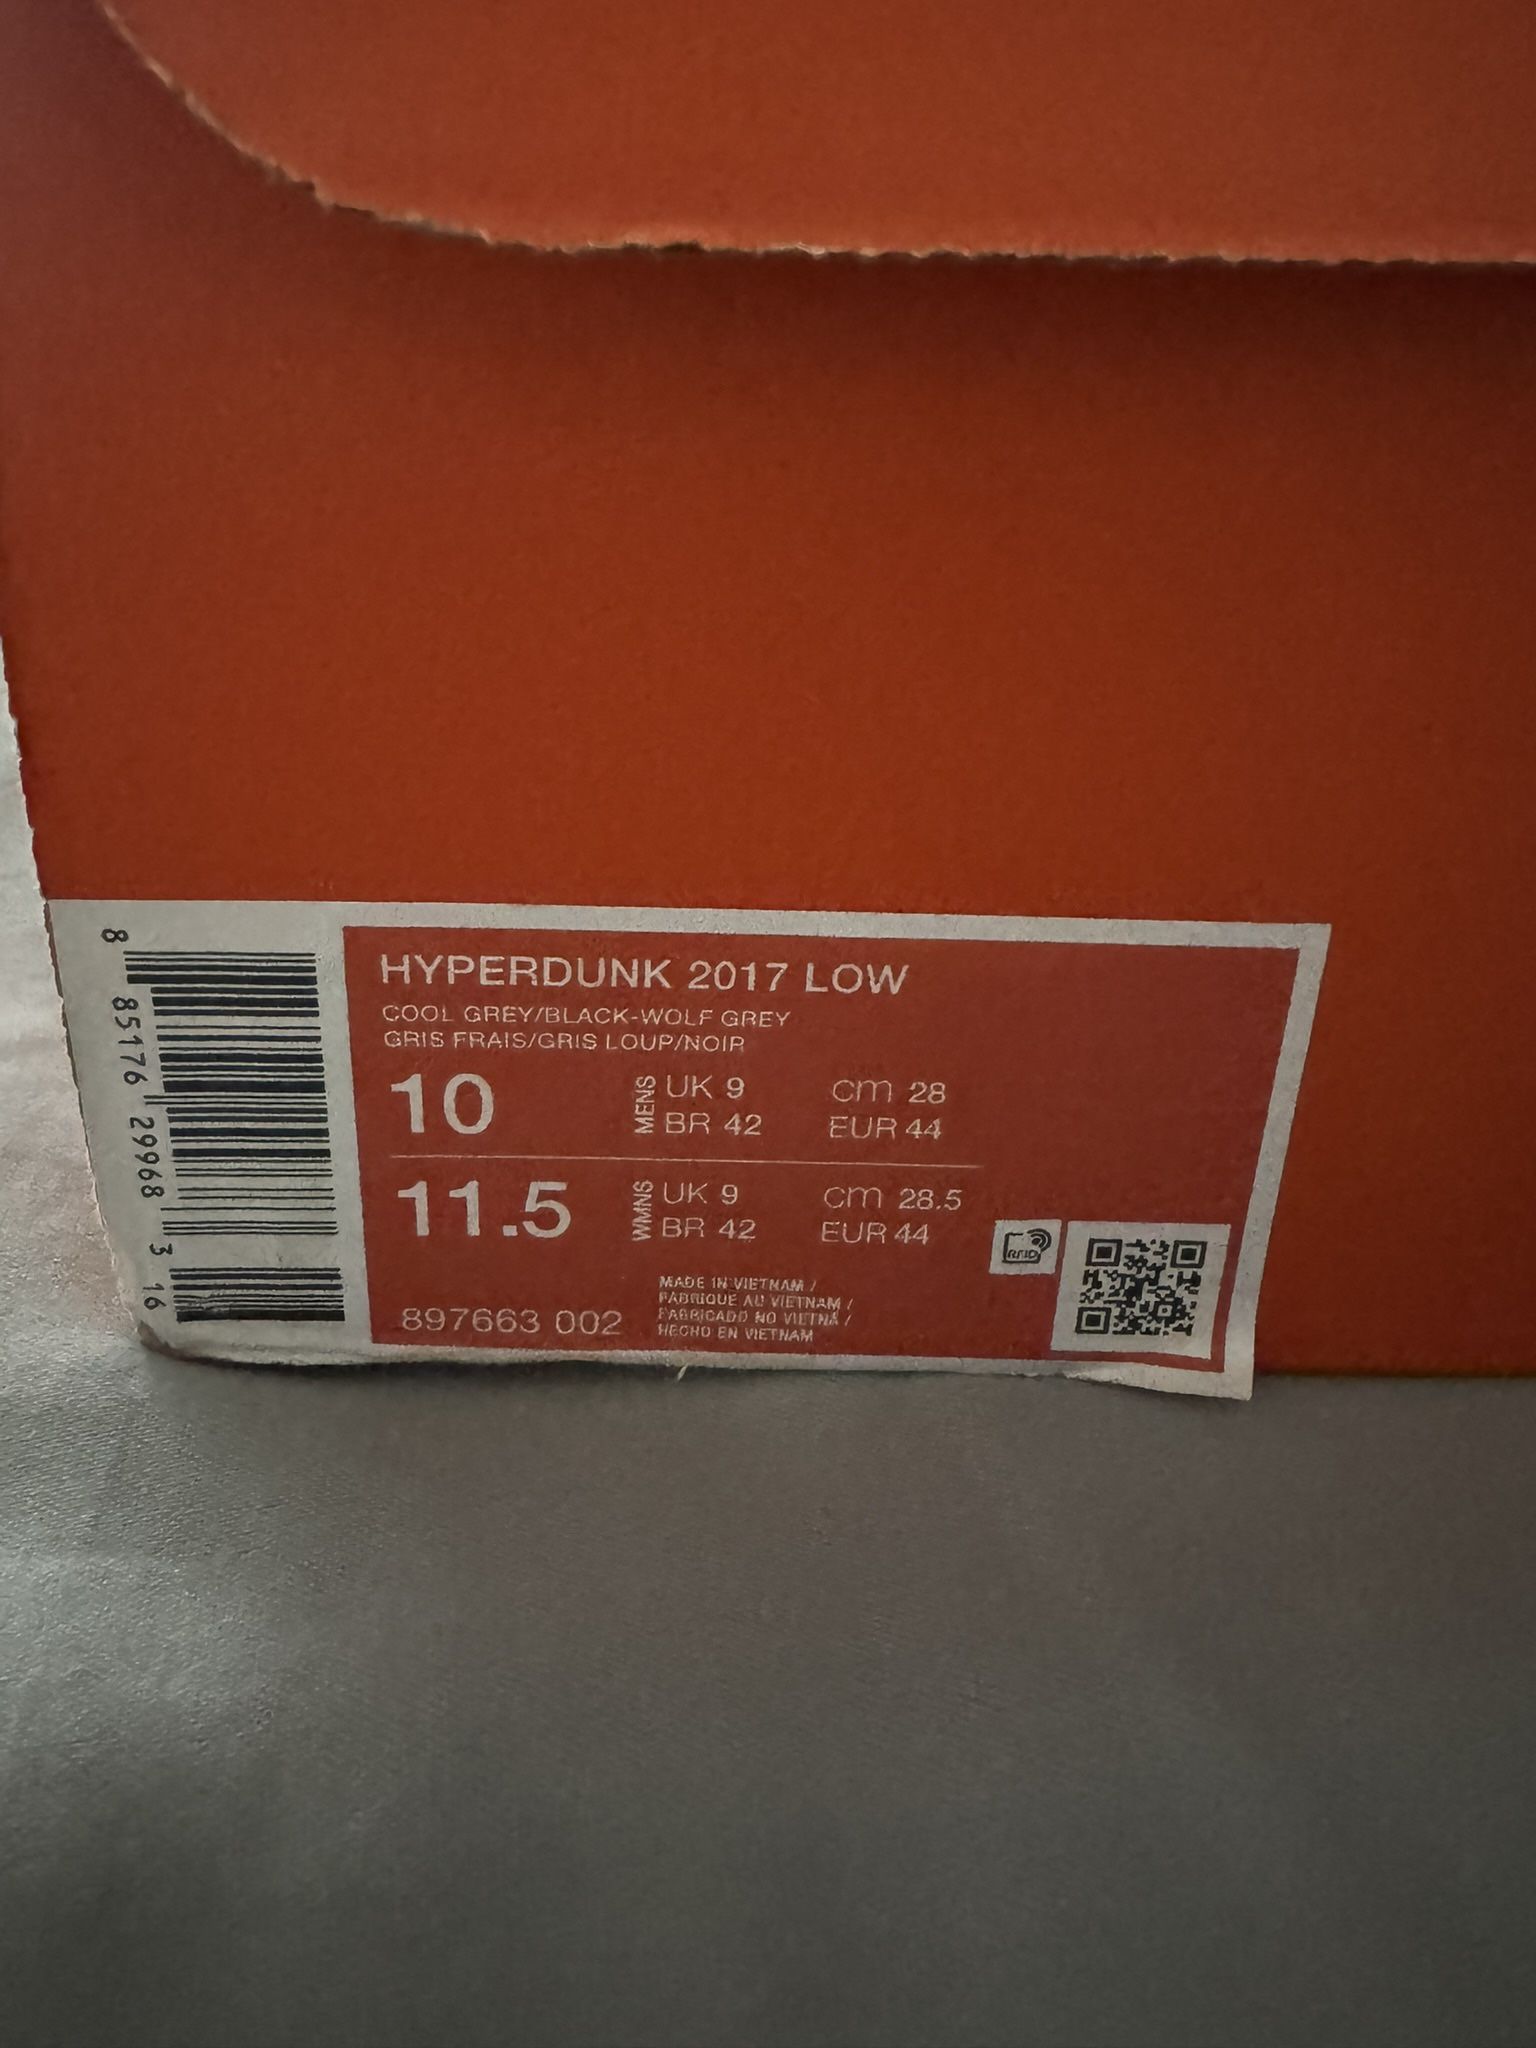 8 85176 29968 3 16
HYPERDUNK 2017 LOW
COOL GREY/BLACK-WOLF GREY
GRIS FRAIS/GRIS LOUP/NOIR
10 MENS UK 9 cm 28
BR 42 EUR 44
11.5 WMNS UK 9 cm 28.5
BR 42 EUR 44
MADE IN VIETNAM /
FABRIQUE AU VIETNAM /
FABRICADO NO VIETNÃ /
HECHO EN VIETNAM
897663 002
RFID